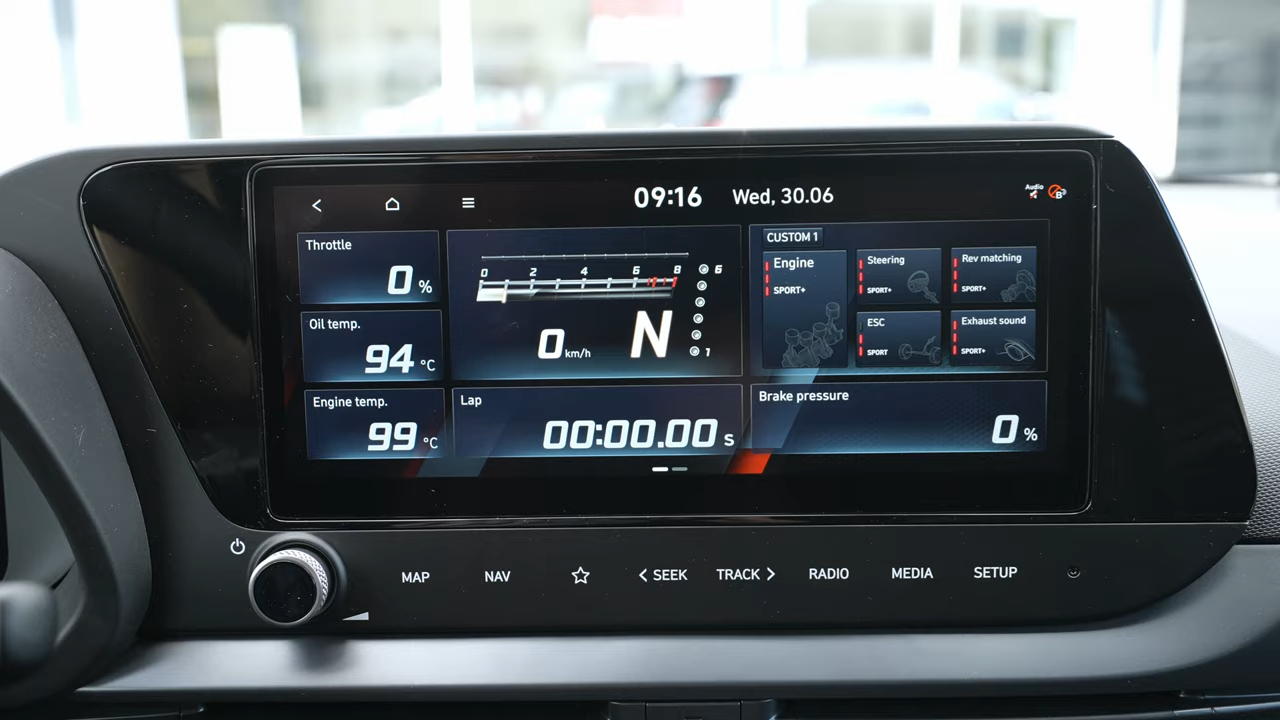 09:16 Wed, 30.06
Audio B
Throttle
0 %
Oil temp.
94 °C
Engine temp.
99 °C
0 2 4 6 8
6
1
0 km/h
N
Lap
00:00.00 s
CUSTOM 1
Engine
SPORT+
Steering
SPORT+
Rev matching
SPORT+
ESC
SPORT
Exhaust sound
SPORT+
Brake pressure
0 %
MAP NAV SEEK TRACK RADIO MEDIA SETUP